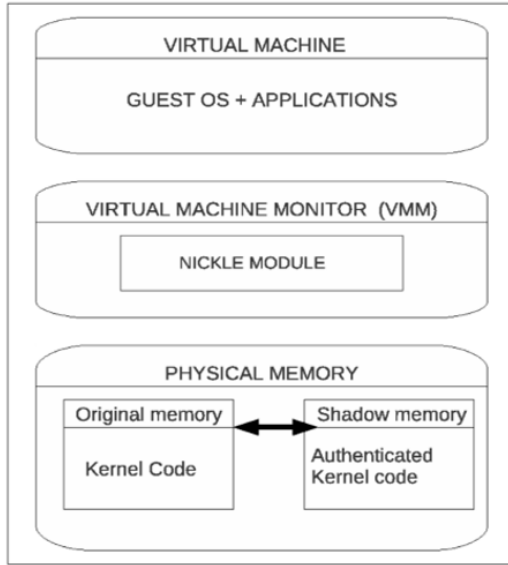 VIRTUAL MACHINE
GUEST OS + APPLICATIONS
VIRTUAL MACHINE MONITOR (VMM)
NICKLE MODULE
PHYSICAL MEMORY
Original memory
Kernel Code
Shadow memory
Authenticated
Kernel code